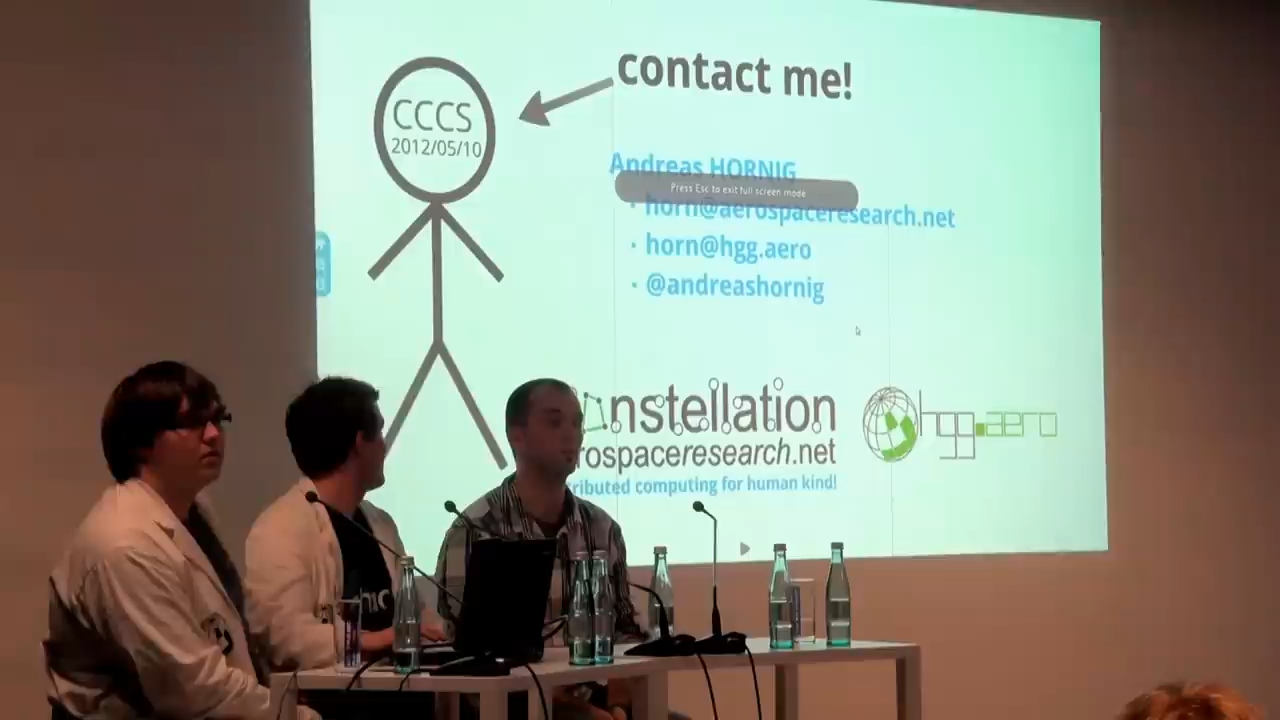 contact me!
CCCS
2012/05/10
Andreas HORNIG
Press Esc to exit full screen mode
· horn@aerospaceresearch.net
· horn@hgg.aero
· @andreashornig
nstellation
rospaceresearch.net
ributed computing for human kind!
hgg.aero